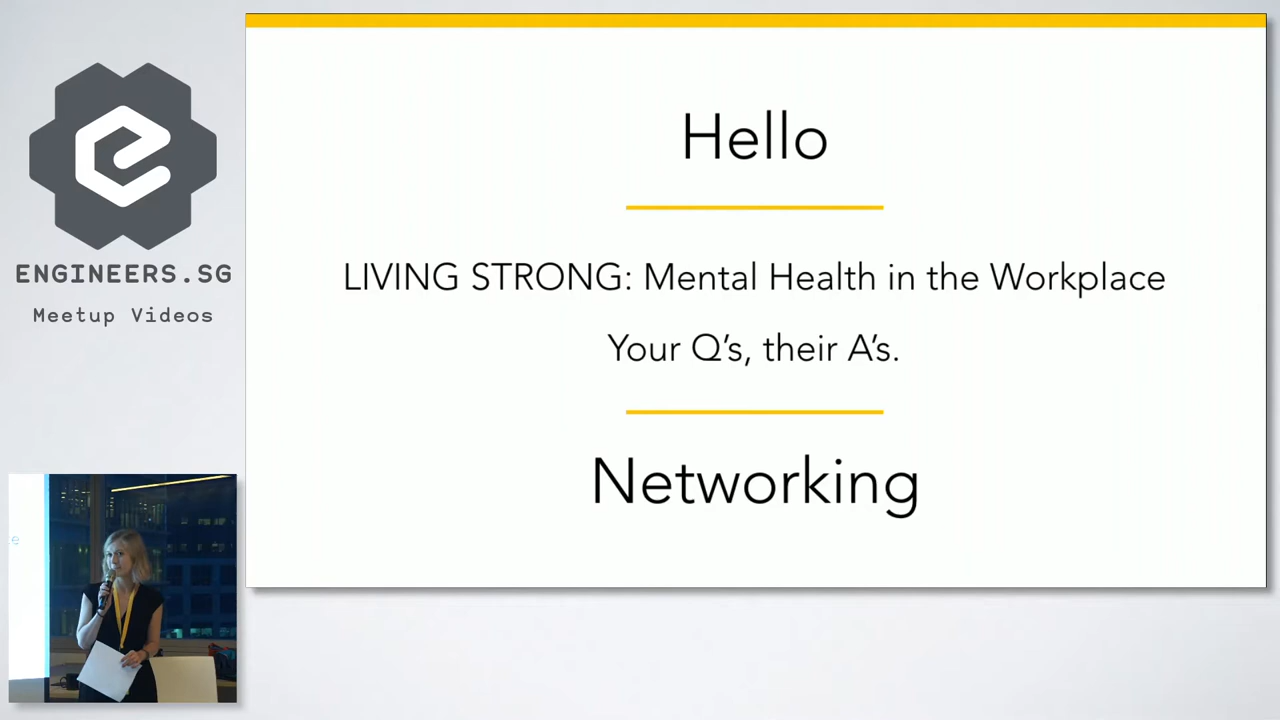 ENGINEERS.SG
Meetup Videos
Hello
LIVING STRONG: Mental Health in the Workplace
Your Q's, their A's.
Networking